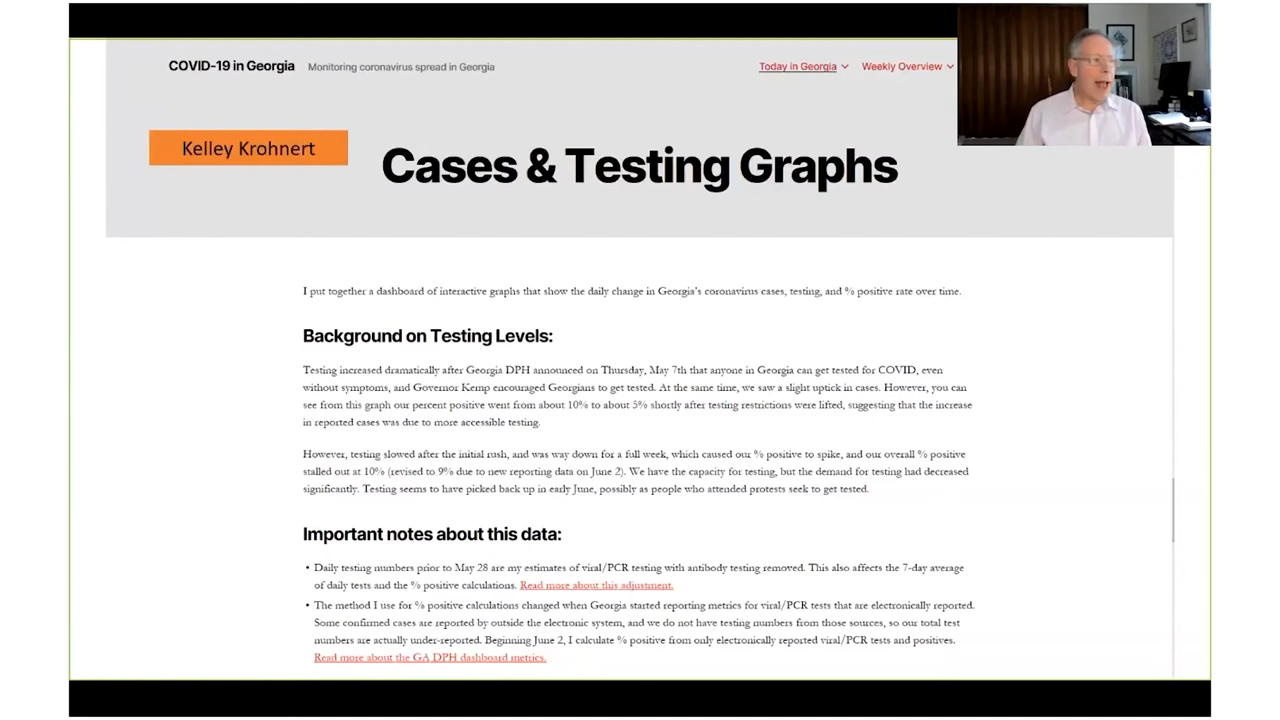 COVID-19 in Georgia Monitoring coronavirus spread in Georgia Today in Georgia Weekly Overview
Kelley Krohnert
Cases & Testing Graphs
I put together a dashboard of interactive graphs that show the daily change in Georgia's coronavirus cases, testing, and % positive rate over time.
Background on Testing Levels:
Testing increased dramatically after Georgia DPH announced on Thursday, May 7th that anyone in Georgia can get tested for COVID, even
without symptoms, and Governor Kemp encouraged Georgians to get tested. At the same time, we saw a slight uptick in cases. However, you can
see from this graph our percent positive went from about 10% to about 5% shortly after testing restrictions were lifted, suggesting that the increase
in reported cases was due to more accessible testing.
However, testing slowed after the initial rush, and was way down for a full week, which caused our % positive to spike, and our overall % positive
stalled out at 10% (revised to 9% due to new reporting data on June 2). We have the capacity for testing, but the demand for testing had decreased
significantly. Testing seems to have picked back up in early June, possibly as people who attended protests seek to get tested.
Important notes about this data:
• Daily testing numbers prior to May 28 are my estimates of viral/PCR testing with antibody testing removed. This also affects the 7-day average
of daily tests and the % positive calculations. Read more about this adjustment.
• The method I use for % positive calculations changed when Georgia started reporting metrics for viral/PCR tests that are electronically reported.
Some confirmed cases are reported by outside the electronic system, and we do not have testing numbers from those sources, so our total test
numbers are actually under-reported. Beginning June 2, I calculate % positive from only electronically reported viral/PCR tests and positives.
Read more about the GA DPH dashboard metrics.